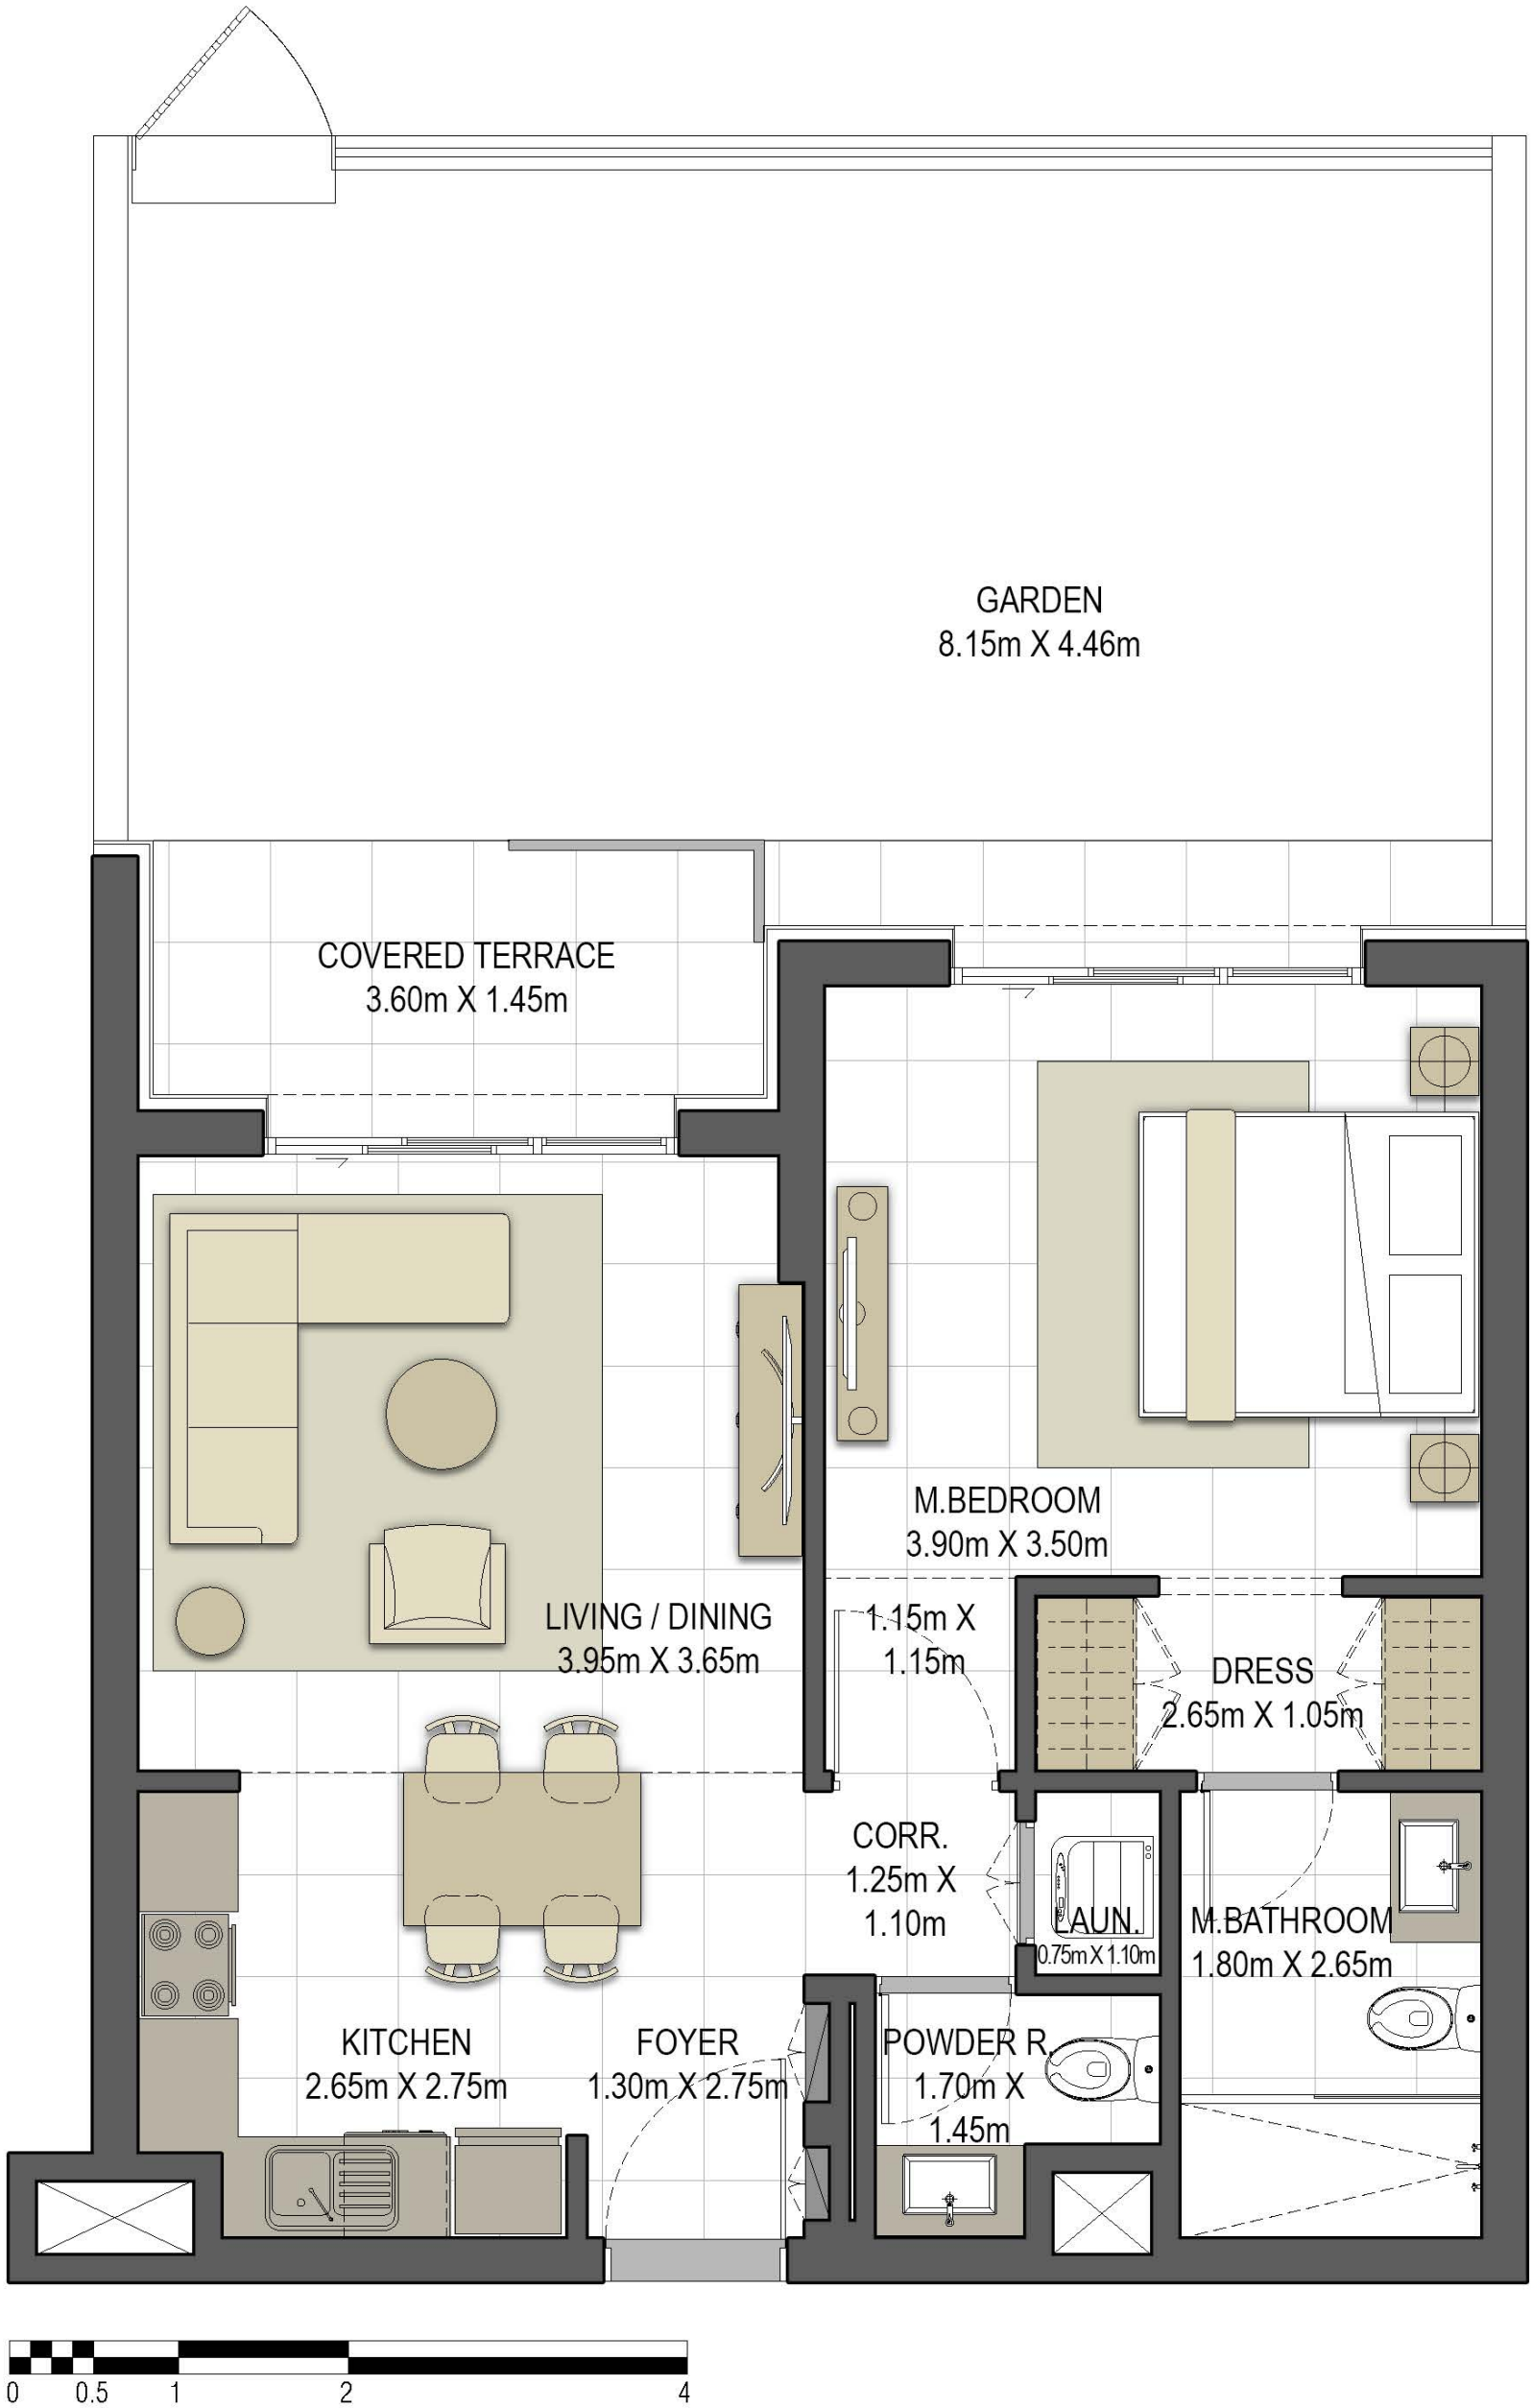 GARDEN
8.15m X 4.46m
COVERED TERRACE
3.60m X 1.45m
M.BEDROOM
3.90m X 3.50m
LIVING / DINING
3.95m X 3.65m
1.15m X
1.15m
DRESS
2.65m X 1.05m
CORR.
1.25m X
1.10m
LAUN.
0.75m X 1.10m
M.BATHROOM
1.80m X 2.65m
KITCHEN
2.65m X 2.75m
FOYER
1.30m X 2.75m
POWDER R.
1.70m X
1.45m
0 0.5 1 2 4